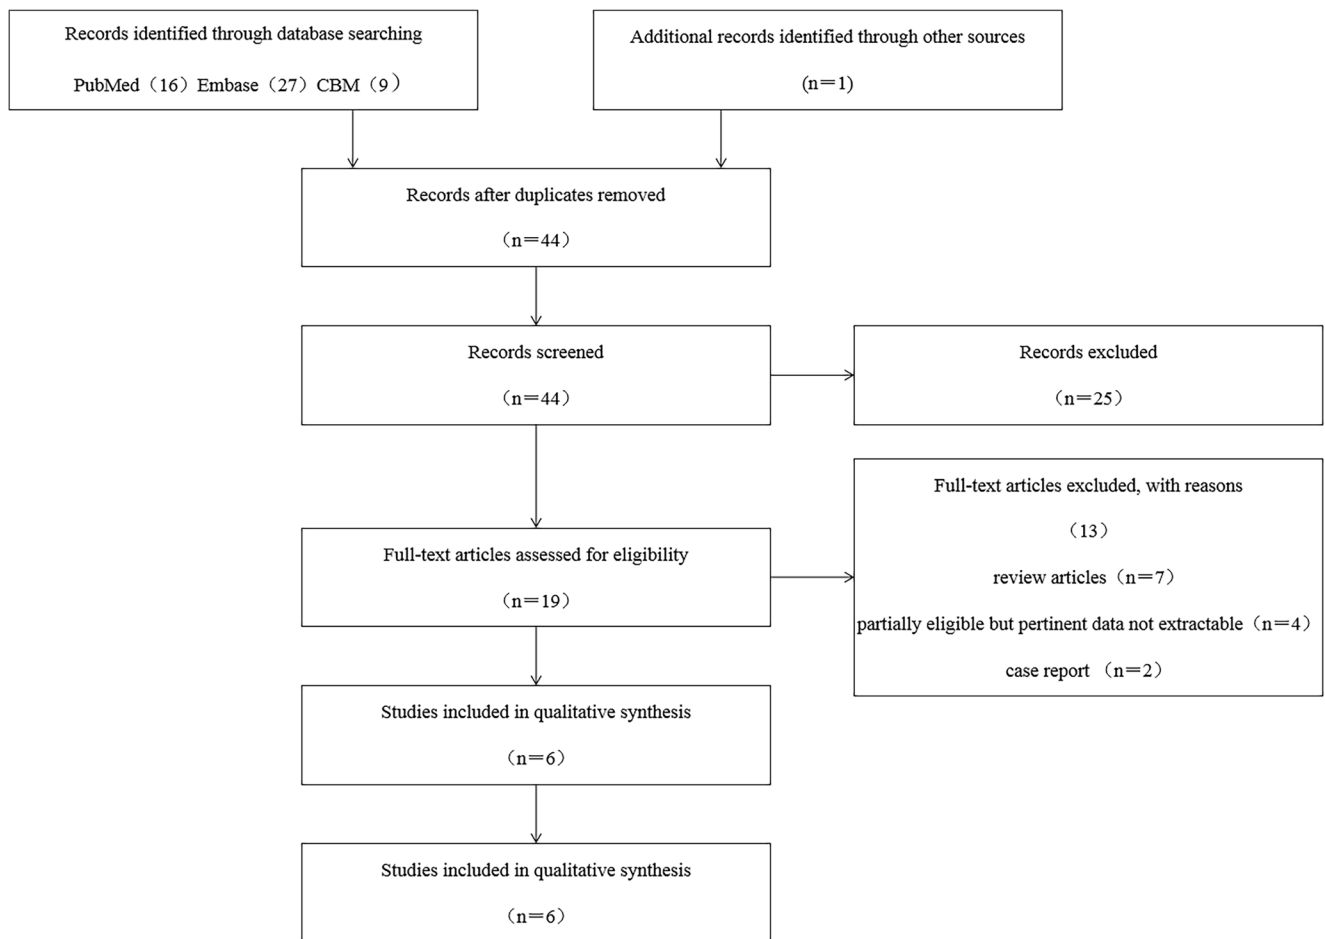 Records identified through database searching
PubMed（16）Embase（27）CBM（9）
Additional records identified through other sources
(n＝1)
Records after duplicates removed
（n＝44）
Records screened
（n＝44）
Records excluded
（n＝25）
Full-text articles assessed for eligibility
（n＝19）
Full-text articles excluded, with reasons
（13）
review articles（n＝7）
partially eligible but pertinent data not extractable（n＝4）
case report （n＝2）
Studies included in qualitative synthesis
（n＝6）
Studies included in qualitative synthesis
（n＝6）